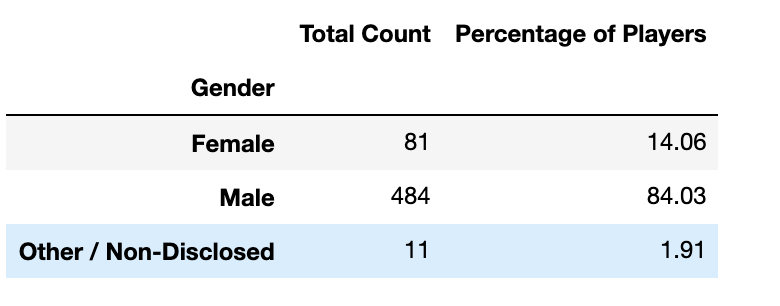 Total Count Percentage of Players
Gender
Female 81 14.06
Male 484 84.03
Other / Non-Disclosed 11 1.91